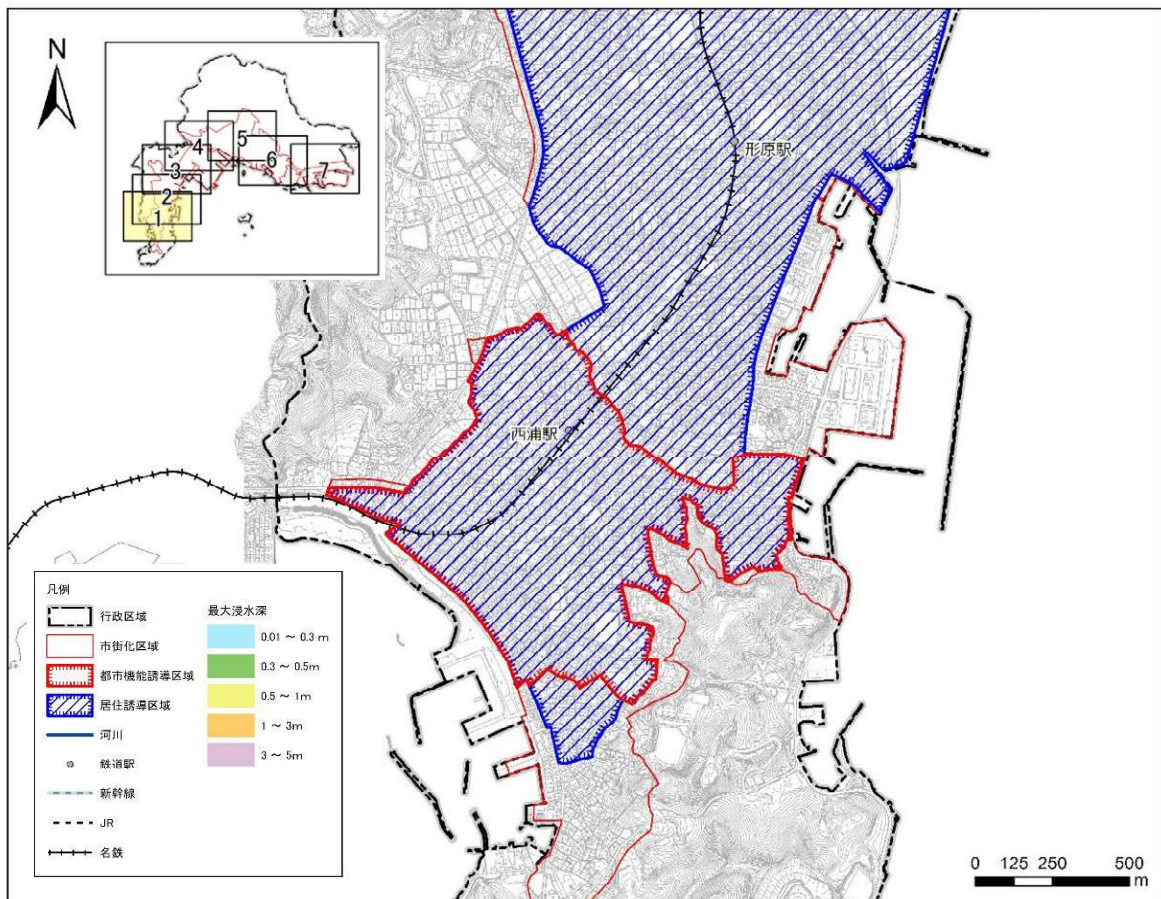 N
5
4
6
3
7
2
1
形原駅
西浦駅
凡例
行政区域
市街化区域
都市機能誘導区域
居住誘導区域
河川
鉄道駅
新幹線
JR
名鉄
最大浸水深
0.01 ～ 0.3 m
0.3 ～ 0.5m
0.5 ～ 1m
1 ～ 3m
3 ～ 5m
0 125 250 500
m